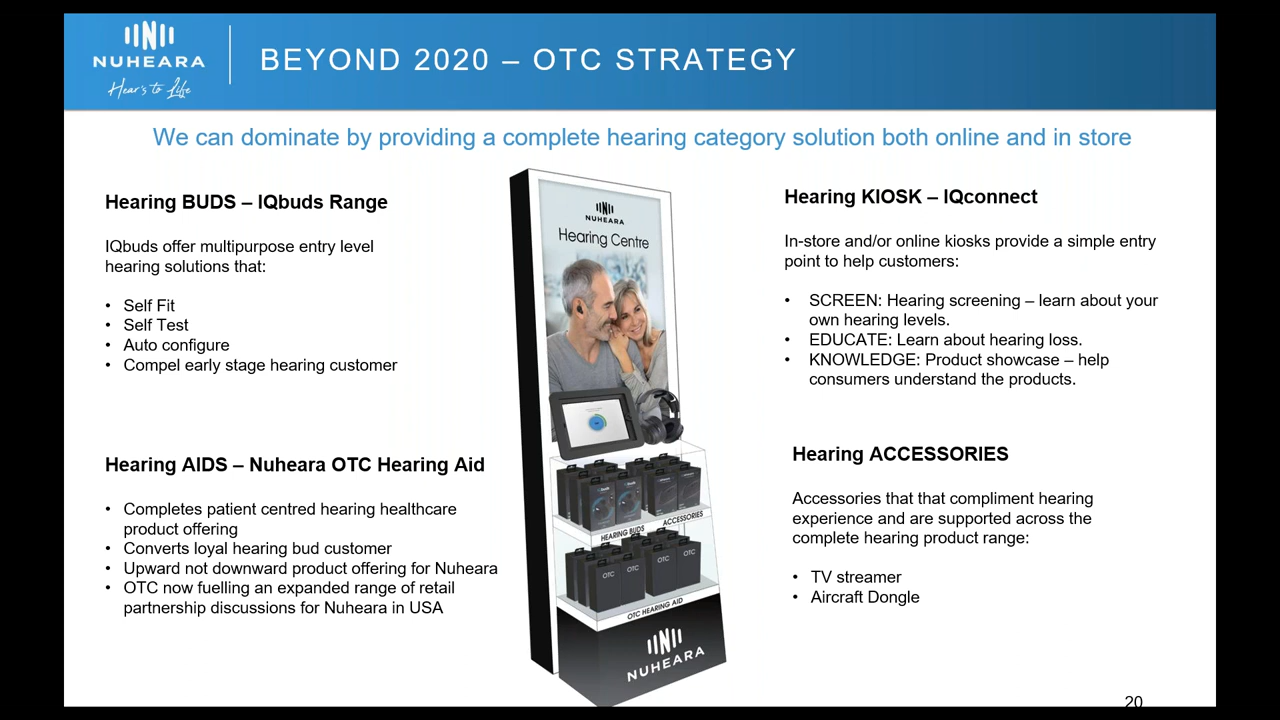 NUHEARA
Hear's to Life
BEYOND 2020 – OTC STRATEGY
We can dominate by providing a complete hearing category solution both online and in store
Hearing BUDS – IQbuds Range
IQbuds offer multipurpose entry level
hearing solutions that:
• Self Fit
• Self Test
• Auto configure
• Compel early stage hearing customer
Hearing AIDS – Nuheara OTC Hearing Aid
• Completes patient centred hearing healthcare
product offering
• Converts loyal hearing bud customer
• Upward not downward product offering for Nuheara
• OTC now fuelling an expanded range of retail
partnership discussions for Nuheara in USA
NUHEARA
Hearing Centre
HEARING BUDS
ACCESSORIES
OTC
OTC
OTC
OTC
OTC HEARING AID
NUHEARA
Hearing KIOSK – IQconnect
In-store and/or online kiosks provide a simple entry
point to help customers:
• SCREEN: Hearing screening – learn about your
own hearing levels.
• EDUCATE: Learn about hearing loss.
• KNOWLEDGE: Product showcase – help
consumers understand the products.
Hearing ACCESSORIES
Accessories that that compliment hearing
experience and are supported across the
complete hearing product range:
• TV streamer
• Aircraft Dongle
20